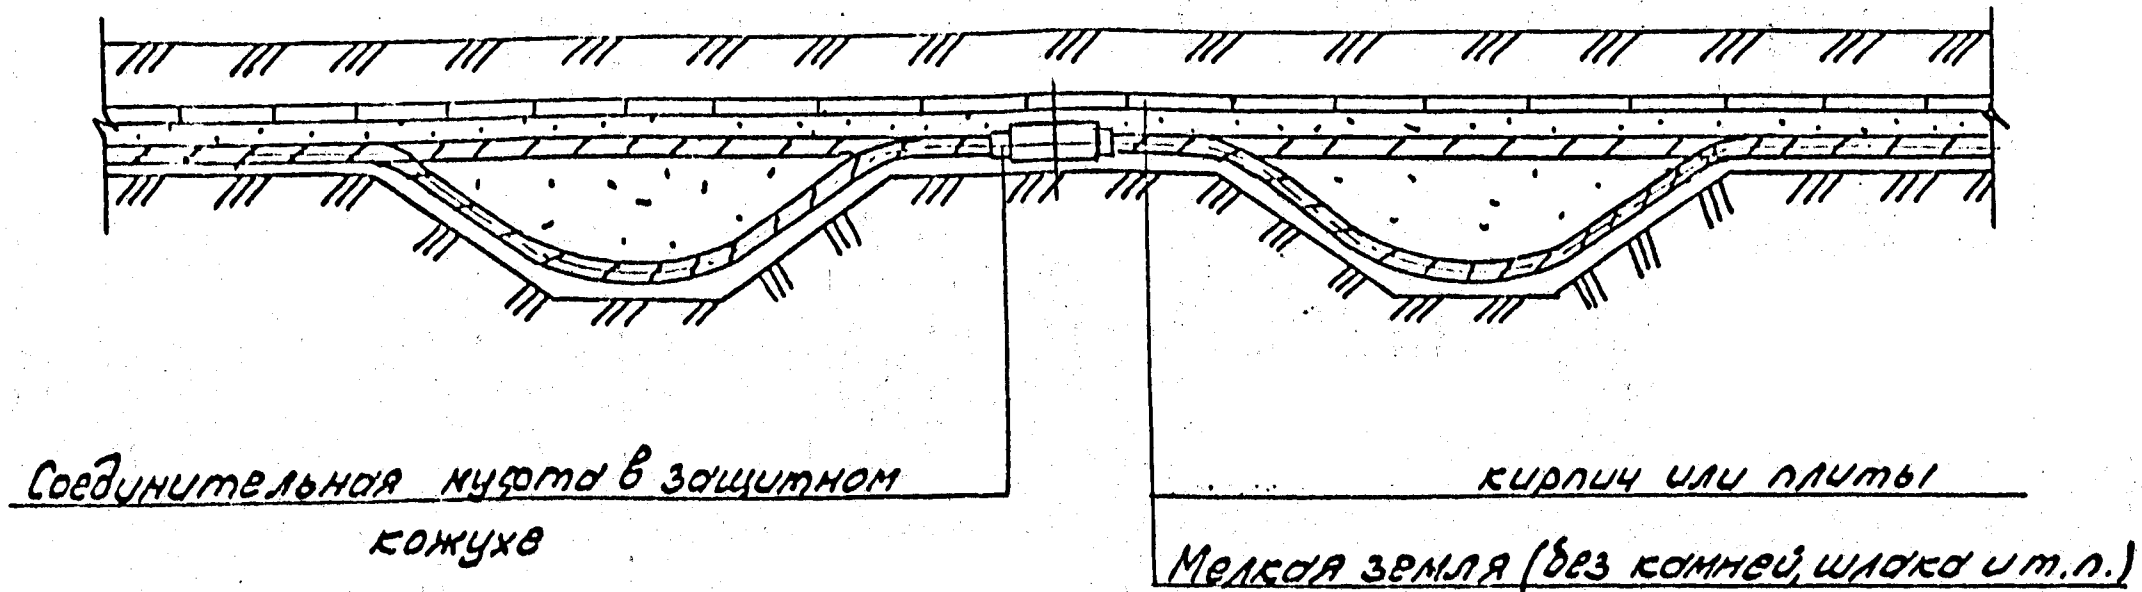 Соединительная муфта в защитном
кожухе
кирпич или плиты
Мелкая земля (без камней, шлака и т.п.)